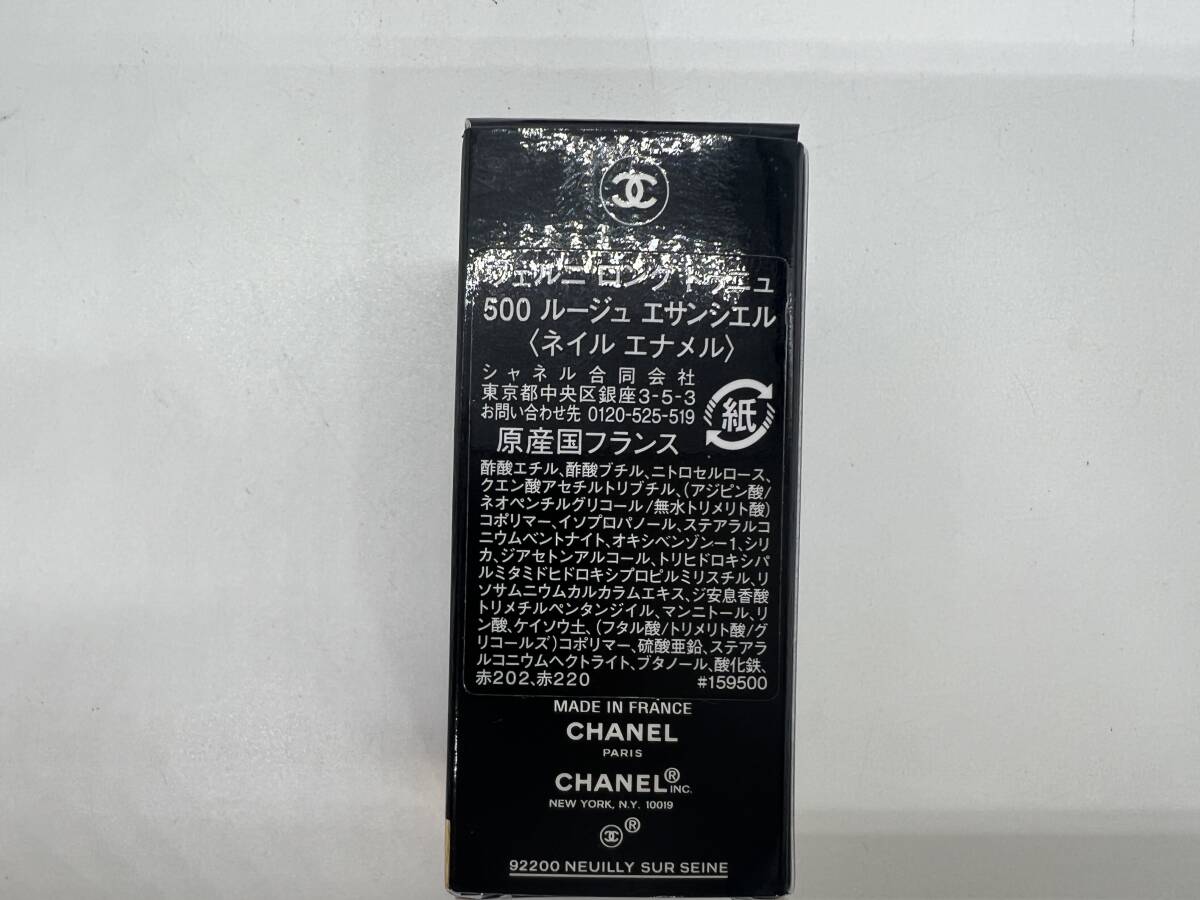 ヴェルニ ロング トゥニュ
500 ルージュ エサンシエル
〈ネイル エナメル〉
シャネル合同会社
東京都中央区銀座3-5-3
お問い合わせ先 0120-525-519
紙
原産国フランス
酢酸エチル、酢酸ブチル、ニトロセルロース、
クエン酸アセチルトリブチル、(アジピン酸/
ネオペンチルグリコール/無水トリメリト酸)
コポリマー、イソプロパノール、ステアラルコ
ニウムベントナイト、オキシベンゾン-1、シリ
カ、ジアセトンアルコール、トリヒドロキシパ
ルミタミドヒドロキシプロピルミリスチル、リ
ソサムニウムカルカラムエキス、ジ安息香酸
トリメチルペンタンジイル、マンニトール、リ
ン酸、ケイソウ土、(フタル酸/トリメリト酸/グ
リコールズ)コポリマー、硫酸亜鉛、ステアラ
ルコニウムヘクトライト、ブタノール、酸化鉄、
赤202、赤220 #159500
MADE IN FRANCE
CHANEL
PARIS
CHANEL® INC.
NEW YORK, N.Y. 10019
®
92200 NEUILLY SUR SEINE